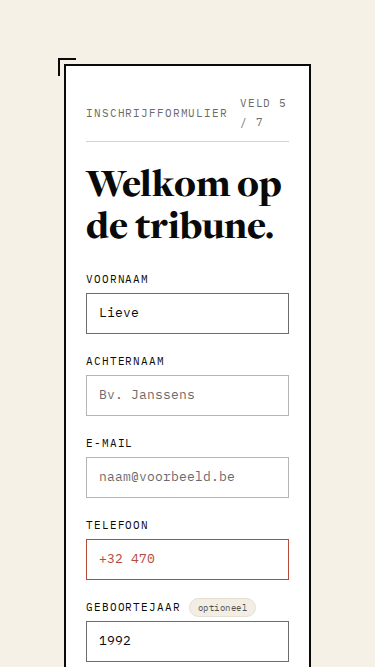 INSCHRIJFFORMULIER
VELD 5
/ 7
Welkom op
de tribune.
VOORNAAM
Lieve
ACHTERNAAM
Bv. Janssens
E-MAIL
naam@voorbeeld.be
TELEFOON
+32 470
GEBOORTEJAAR optioneel
1992